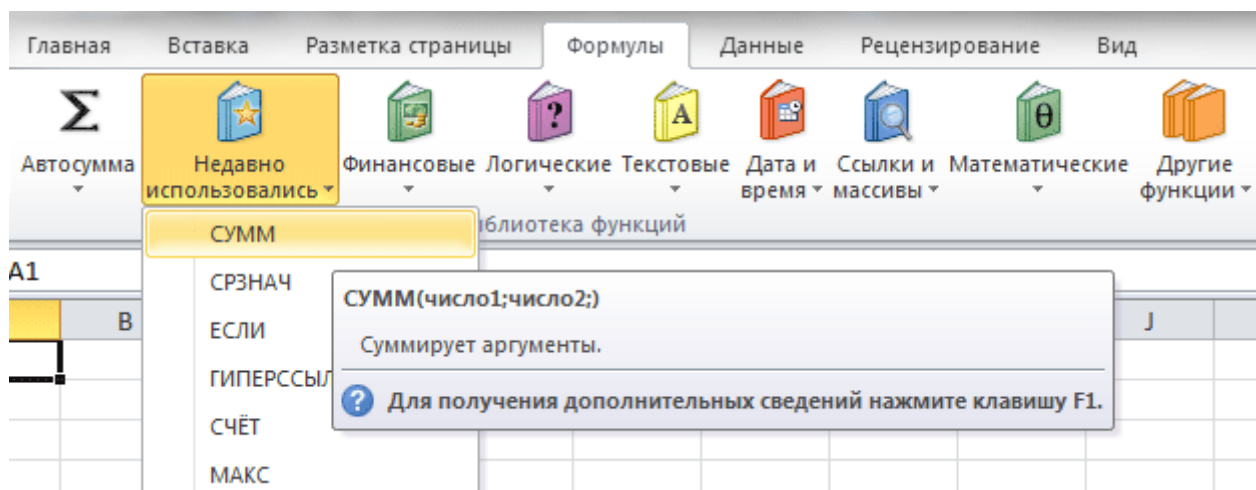 Главная Вставка Разметка страницы Формулы Данные Рецензирование Вид
Σ ? A θ
Автосумма Недавно использовались Финансовые Логические Текстовые Дата и время Ссылки и массивы Математические Другие функции
СУММ
A1
B
J
СРЗНАЧ
ЕСЛИ
СЧЁТ
МАКС
СУММ(число1;число2;)
Суммирует аргументы.
? Для получения дополнительных сведений нажмите клавишу F1.
функций